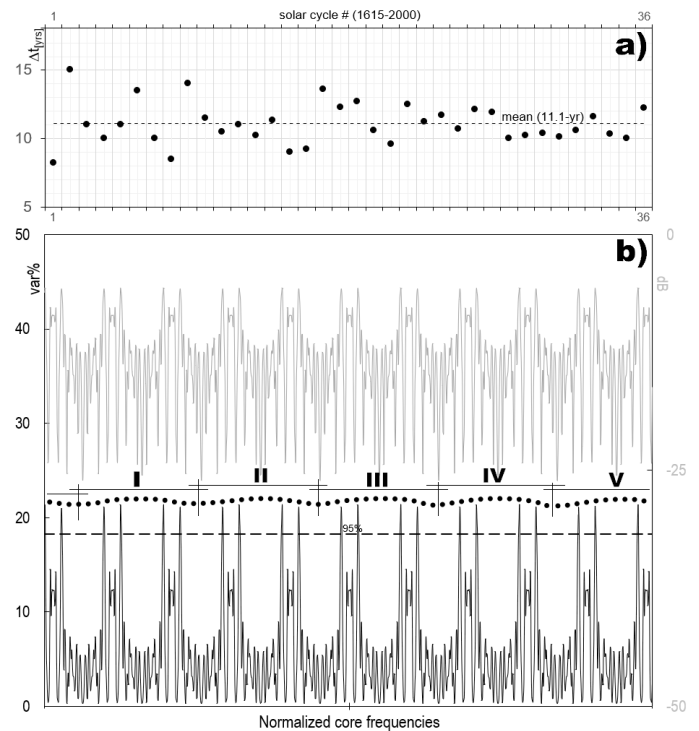 1 solar cycle # (1615-2000) 36
Δt[yrs]
a)
15
10
5
mean (11.1-yr)
1 36
50
40
30
20
10
0
var%
b)
0
dB
-25
-50
I II III IV V
95%
Normalized core frequencies